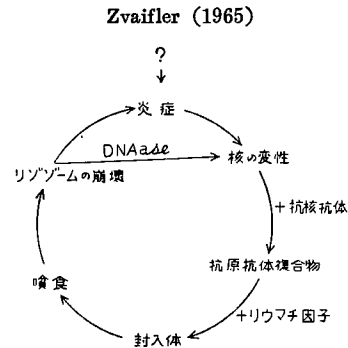 Zvaifler (1965)
?
炎症
DNAase
核の変性
リゾゾームの崩壊
+抗核抗体
抗原抗体複合物
喰食
+リウマチ因子
封入体